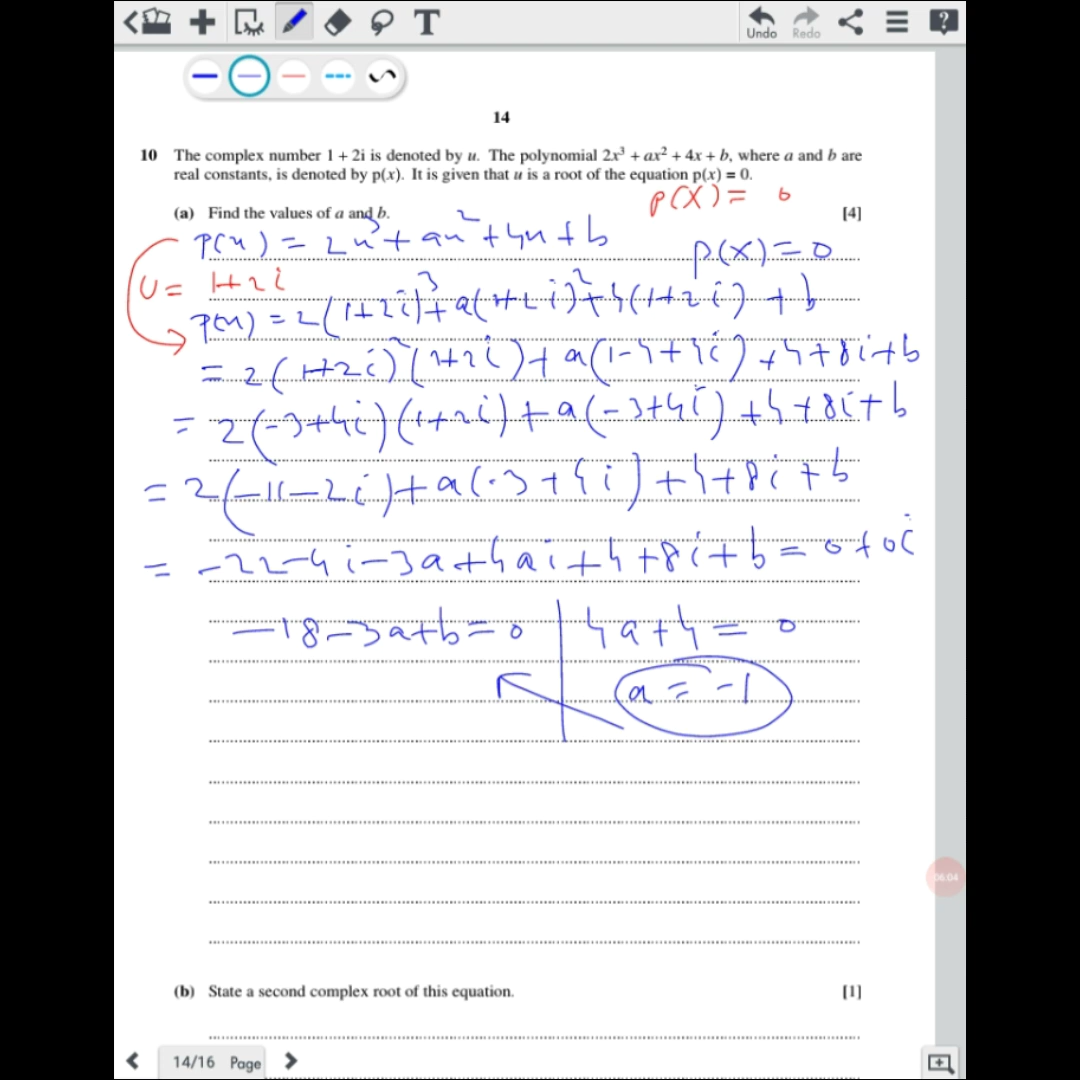 T
Undo
Redo
?
14
10 The complex number 1 + 2i is denoted by u. The polynomial 2x³ + ax² + 4x + b, where a and b are
real constants, is denoted by p(x). It is given that u is a root of the equation p(x) = 0.
p(x) = 0
(a) Find the values of a and b. [4]
p(u) = 2u³ + au² + 4u + b
p(x) = 0
u = 1+2i
p(u) = 2(1+2i)³ + a(1+2i)² + 4(1+2i) + b
= 2(1+2i)²(1+2i) + a(1-4+4i) + 4+8i+b
= 2(-3+4i)(1+2i) + a(-3+4i) + 4+8i+b
= 2(-11-2i) + a(-3+4i) + 4+8i+b
= -22-4i-3a+4ai+4+8i+b = 0+0i
-18-3a+b=0 4a+4=0
a = -1
06:04
(b) State a second complex root of this equation. [1]
14/16 Page